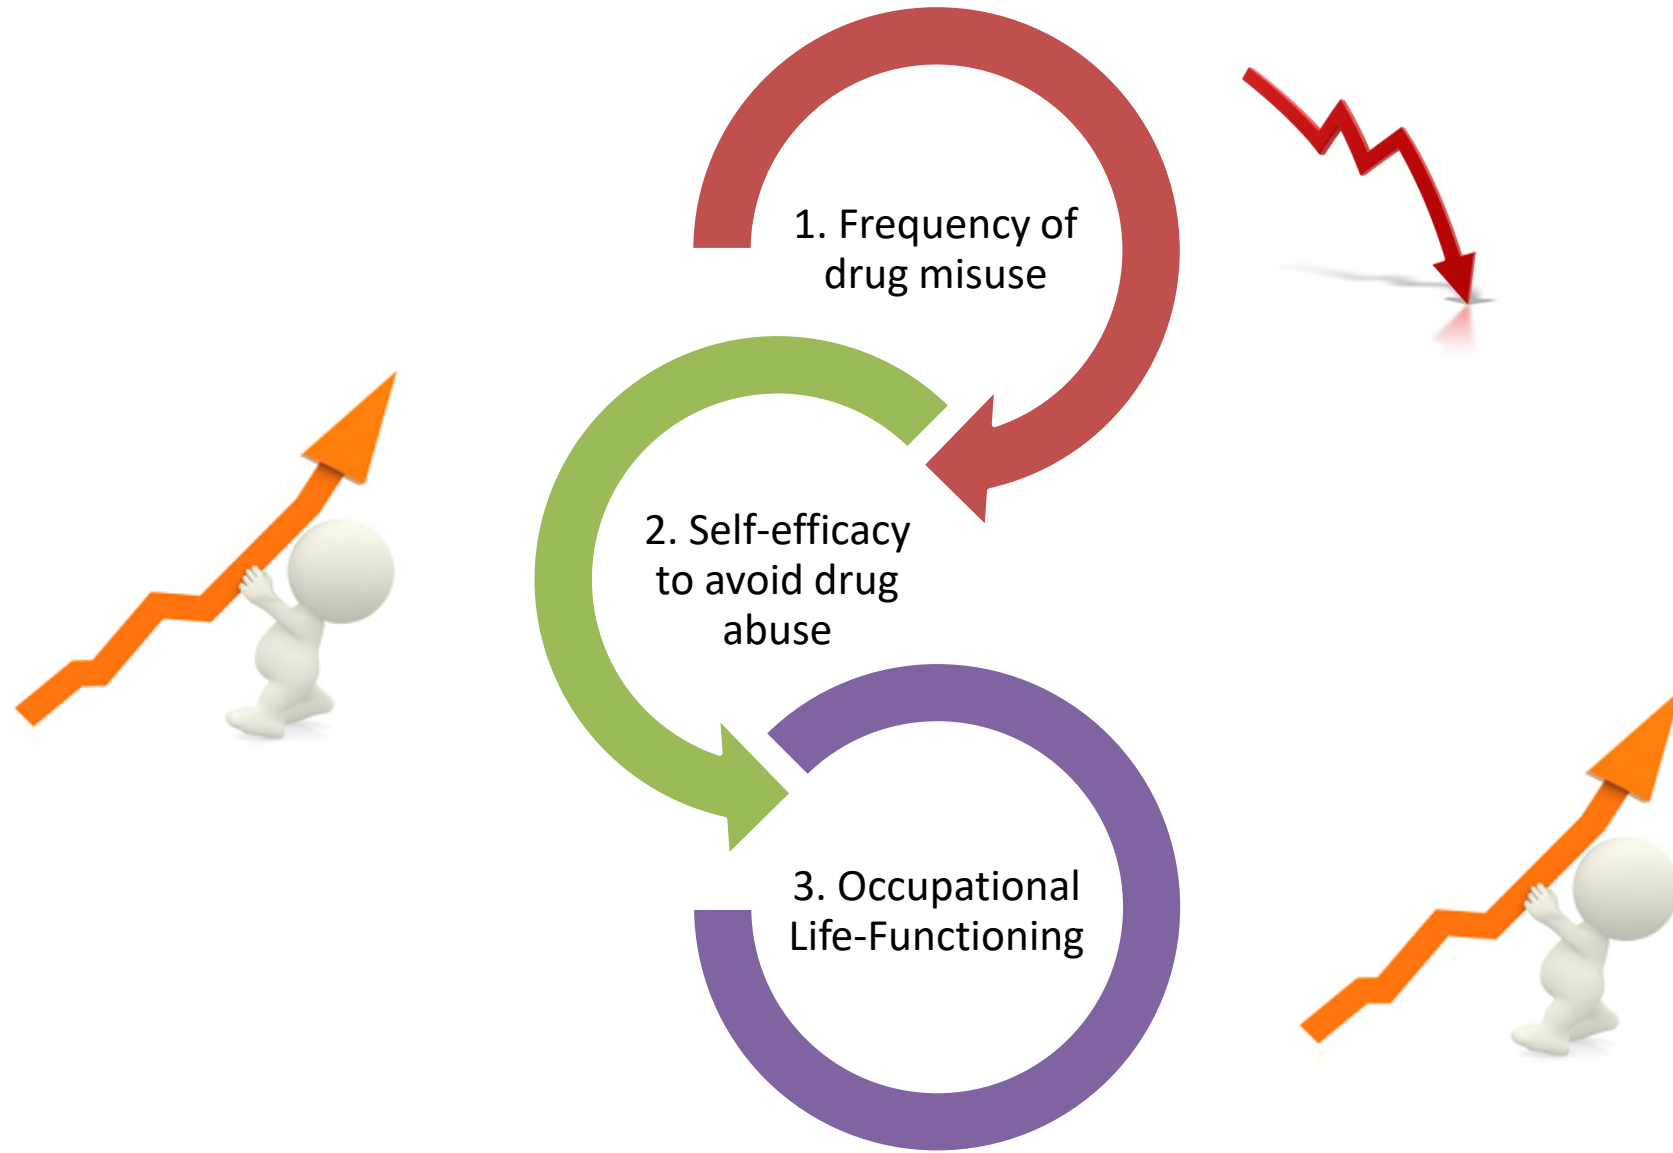 1. Frequency of
drug misuse
2. Self-efficacy
to avoid drug
abuse
3. Occupational
Life-Functioning